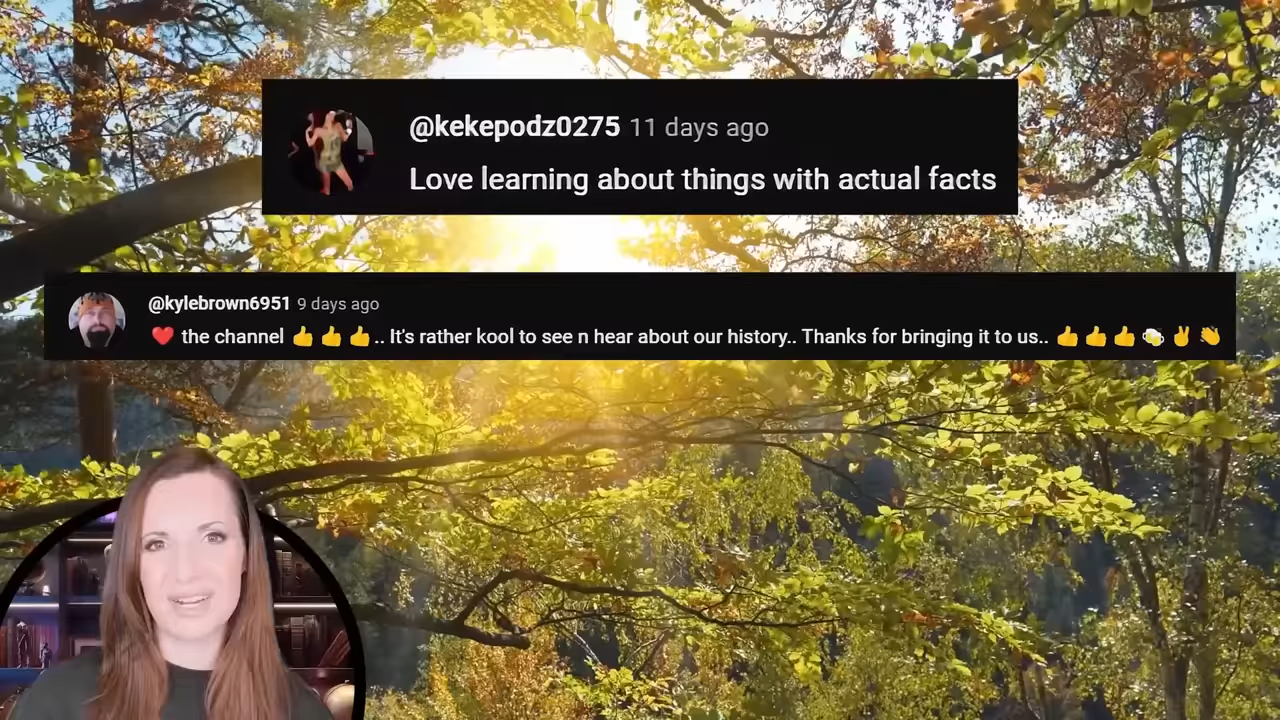 @kekepodz0275 11 days ago
Love learning about things with actual facts
@kylebrown6951 9 days ago
❤️ the channel 👍👍👍.. It's rather kool to see n hear about our history.. Thanks for bringing it to us.. 👍👍👍🍻✌️👏